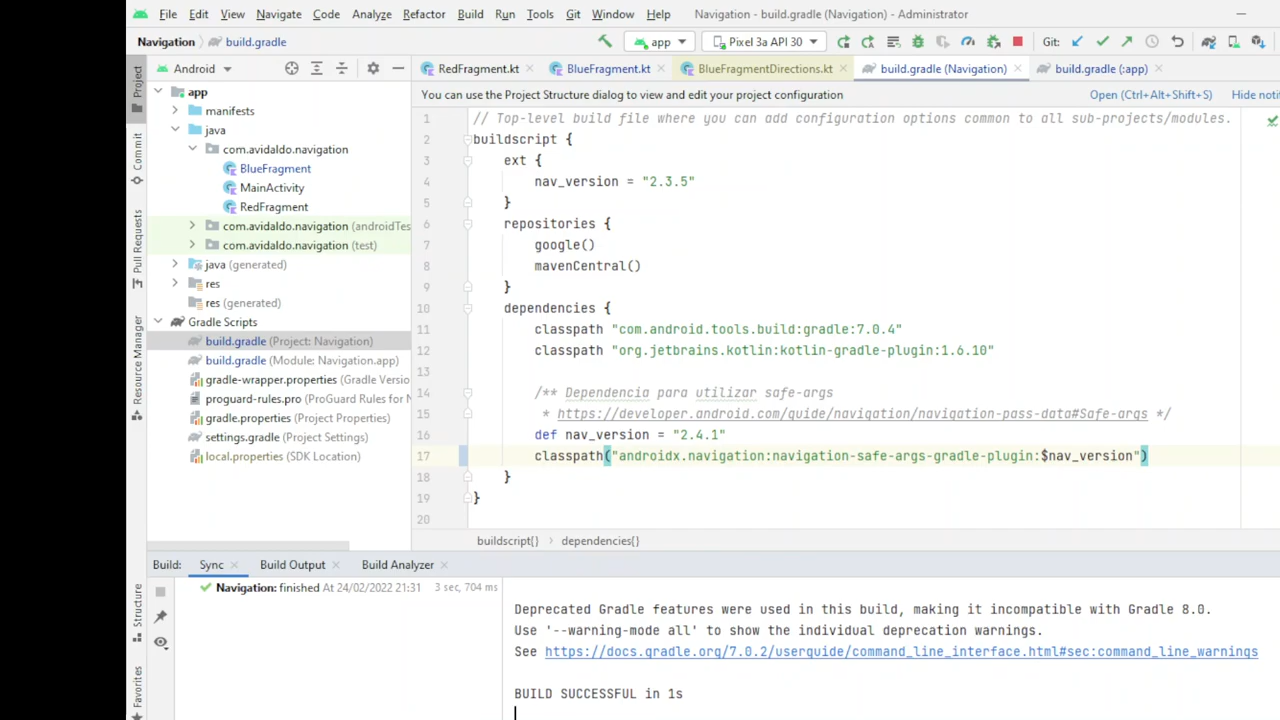 File Edit View Navigate Code Analyze Refactor Build Run Tools Git Window Help Navigation - build.gradle (Navigation) - Administrator
Navigation build.gradle app Pixel 3a API 30 Git:
Android RedFragment.kt BlueFragment.kt BlueFragmentDirections.kt build.gradle (Navigation) build.gradle (:app)
You can use the Project Structure dialog to view and edit your project configuration Open (Ctrl+Alt+Shift+S) Hide noti
Project
Commit
Pull Requests
Resource Manager
Structure
Favorites
app
manifests
java
com.avidaldo.navigation
BlueFragment
MainActivity
RedFragment
com.avidaldo.navigation (androidTes
com.avidaldo.navigation (test)
java (generated)
res
res (generated)
Gradle Scripts
build.gradle (Project: Navigation)
build.gradle (Module: Navigation.app)
gradle-wrapper.properties (Gradle Versio
proguard-rules.pro (ProGuard Rules for N
gradle.properties (Project Properties)
settings.gradle (Project Settings)
local.properties (SDK Location)
1 // Top-level build file where you can add configuration options common to all sub-projects/modules.
2 buildscript {
3 ext {
4 nav_version = "2.3.5"
5 }
6 repositories {
7 google()
8 mavenCentral()
9 }
10 dependencies {
11 classpath "com.android.tools.build:gradle:7.0.4"
12 classpath "org.jetbrains.kotlin:kotlin-gradle-plugin:1.6.10"
13
14 /** Dependencia para utilizar safe-args
15 * https://developer.android.com/guide/navigation/navigation-pass-data#Safe-args */
16 def nav_version = "2.4.1"
17 classpath("androidx.navigation:navigation-safe-args-gradle-plugin:$nav_version")
18 }
19 }
20
buildscript{} dependencies{}
Build: Sync Build Output Build Analyzer
Navigation: finished At 24/02/2022 21:31 3 sec, 704 ms
Deprecated Gradle features were used in this build, making it incompatible with Gradle 8.0.
Use '--warning-mode all' to show the individual deprecation warnings.
See https://docs.gradle.org/7.0.2/userguide/command_line_interface.html#sec:command_line_warnings
BUILD SUCCESSFUL in 1s